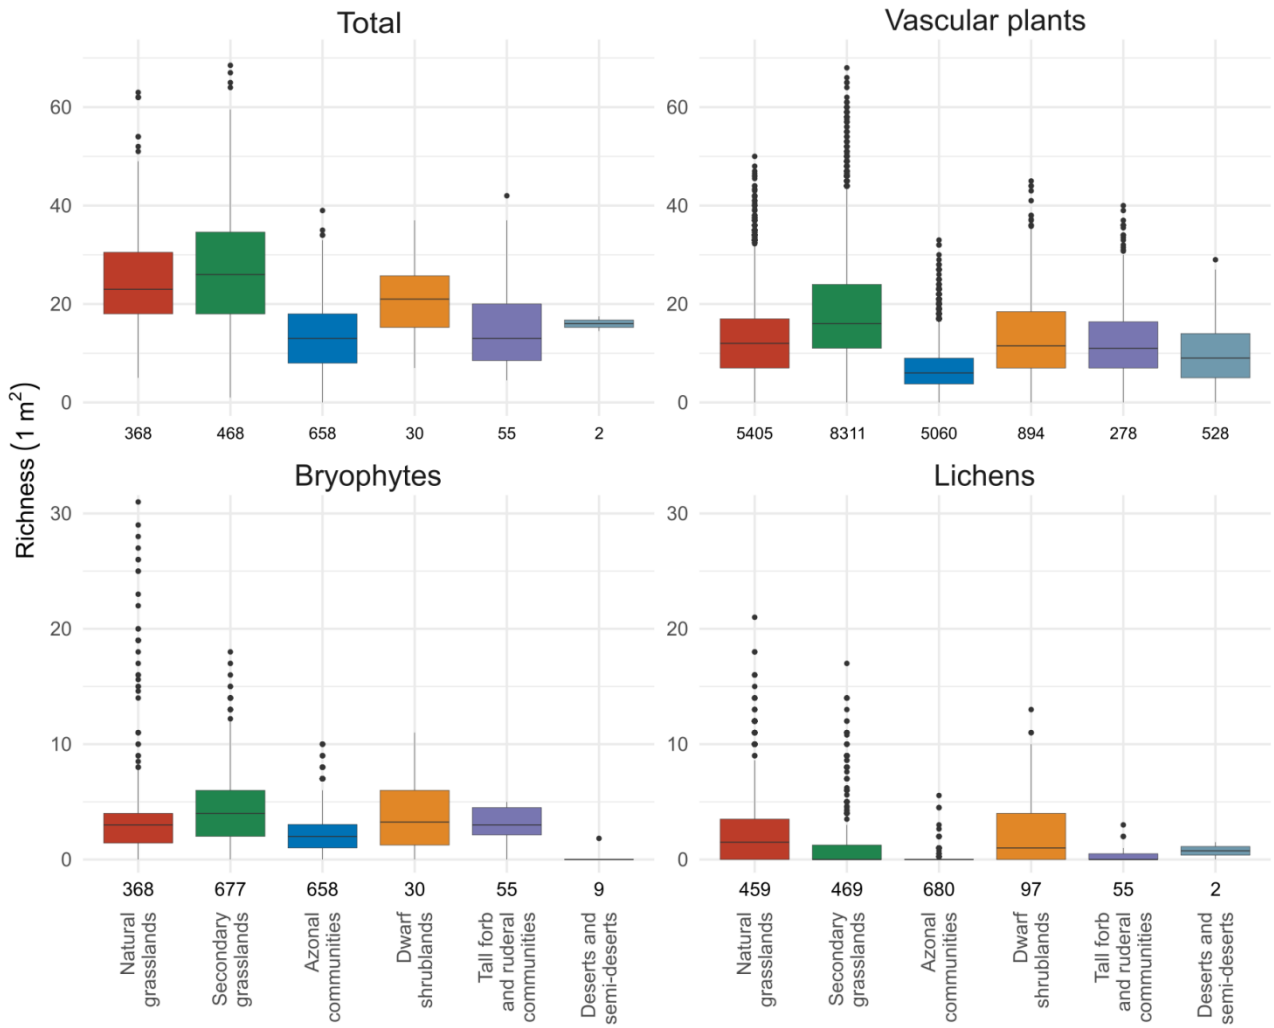 Total
Vascular plants
Richness (1 m²)
60
40
20
0
60
40
20
0
368 468 658 30 55 2
5405 8311 5060 894 278 528
Bryophytes
Lichens
30
20
10
0
30
20
10
0
368 677 658 30 55 9
459 469 680 97 55 2
Natural
grasslands
Secondary
grasslands
Azonal
communities
Dwarf
shrublands
Tall forb
and ruderal
communities
Deserts and
semi-deserts
Natural
grasslands
Secondary
grasslands
Azonal
communities
Dwarf
shrublands
Tall forb
and ruderal
communities
Deserts and
semi-deserts